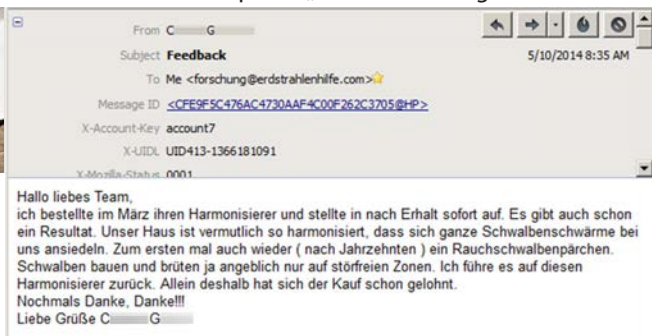 From C G
Subject Feedback 5/10/2014 8:35 AM
To Me <forschung@erdstrahlenhilfe.com>
Message ID <CFE9F5C476AC4730AAF4C00F262C3705@HP>
X-Account-Key account7
X-UIDL UID413-1366181091
X-Mozilla-Status 0001
Hallo liebes Team,
ich bestellte im März ihren Harmonisierer und stellte in nach Erhalt sofort auf. Es gibt auch schon
ein Resultat. Unser Haus ist vermutlich so harmonisiert, dass sich ganze Schwalbenschwärme bei
uns ansiedeln. Zum ersten mal auch wieder ( nach Jahrzehnten ) ein Rauchschwalbenpärchen.
Schwalben bauen und brüten ja angeblich nur auf störfreien Zonen. Ich führe es auf diesen
Harmonisierer zurück. Allein deshalb hat sich der Kauf schon gelohnt.
Nochmals Danke, Danke!!!
Liebe Grüße C G